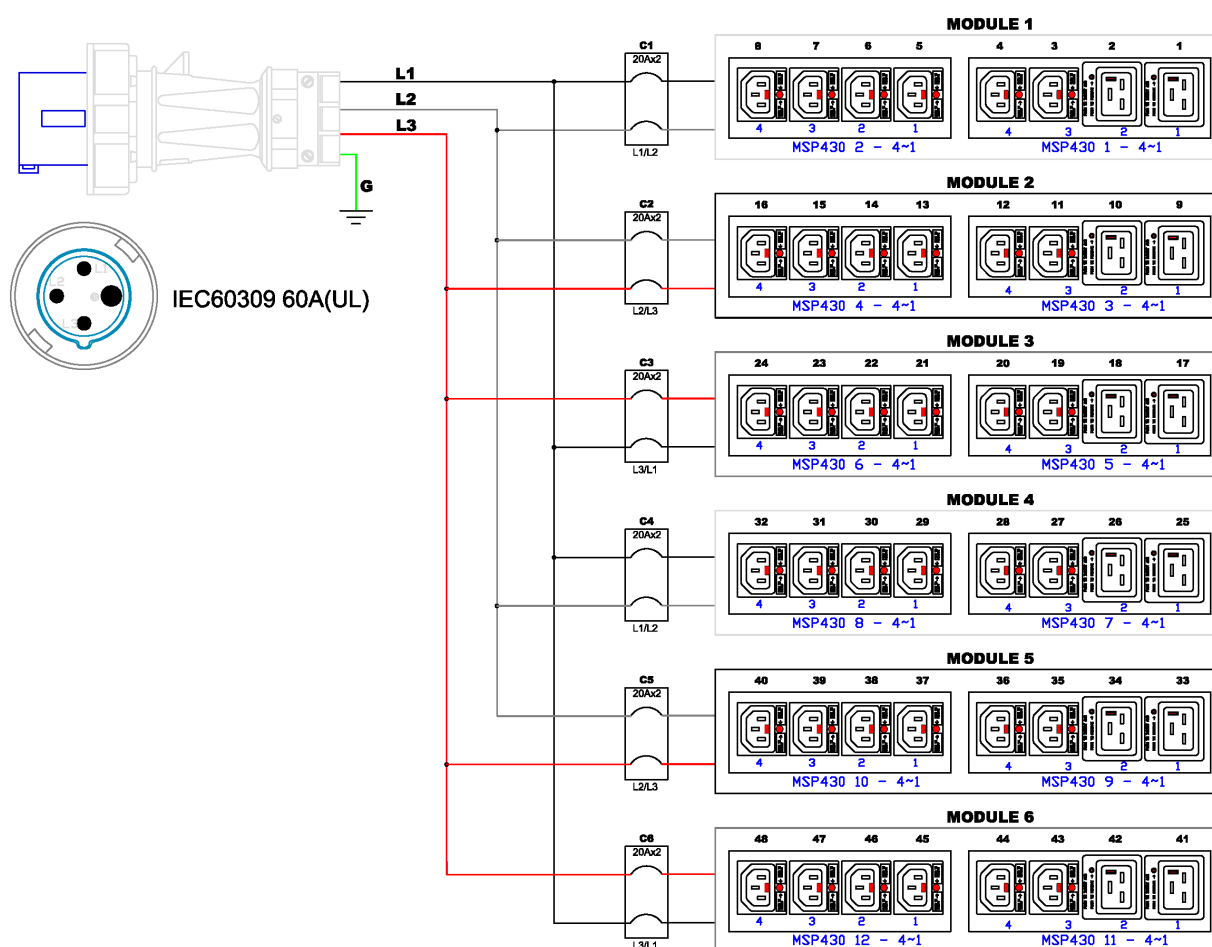 MODULE 1
C1
20Ax2
8 7 6 5 4 3 2 1
L1
L2
L3
4 3 2 1 4 3 2 1
L1/L2
MSP430 2 - 4~1 MSP430 1 - 4~1
G
MODULE 2
C2
20Ax2
16 15 14 13 12 11 10 9
L1
L2
L3
IEC60309 60A(UL)
4 3 2 1 4 3 2 1
L2/L3
MSP430 4 - 4~1 MSP430 3 - 4~1
MODULE 3
C3
20Ax2
24 23 22 21 20 19 18 17
4 3 2 1 4 3 2 1
L3/L1
MSP430 6 - 4~1 MSP430 5 - 4~1
MODULE 4
C4
20Ax2
32 31 30 29 28 27 26 25
4 3 2 1 4 3 2 1
L1/L2
MSP430 8 - 4~1 MSP430 7 - 4~1
MODULE 5
C5
20Ax2
40 39 38 37 36 35 34 33
4 3 2 1 4 3 2 1
L2/L3
MSP430 10 - 4~1 MSP430 9 - 4~1
MODULE 6
C6
20Ax2
48 47 46 45 44 43 42 41
4 3 2 1 4 3 2 1
L3/L1
MSP430 12 - 4~1 MSP430 11 - 4~1